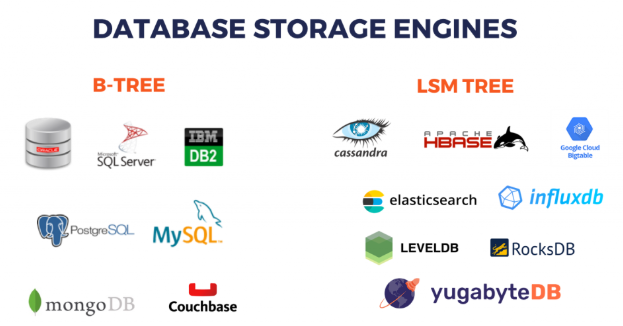 DATABASE STORAGE ENGINES
B-TREE
LSM TREE
ORACLE
Microsoft
SQL Server
IBM
DB2
cassandra
APACHE
HBASE
Google Cloud
Bigtable
PostgreSQL
MySQL
elasticsearch
influxdb
LEVELDB
RocksDB
mongoDB
Couchbase
yugabyteDB